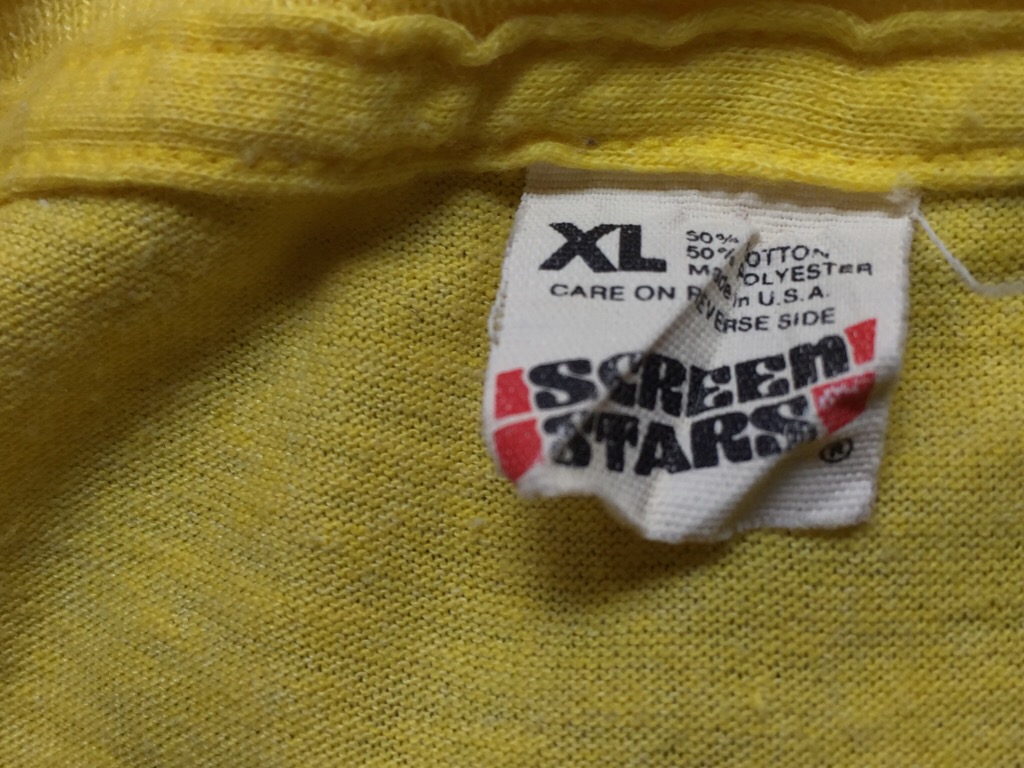 XL
50% COTTON
50% POLYESTER
Made in U.S.A.
CARE ON REVERSE SIDE
SCREEN
STARS
®